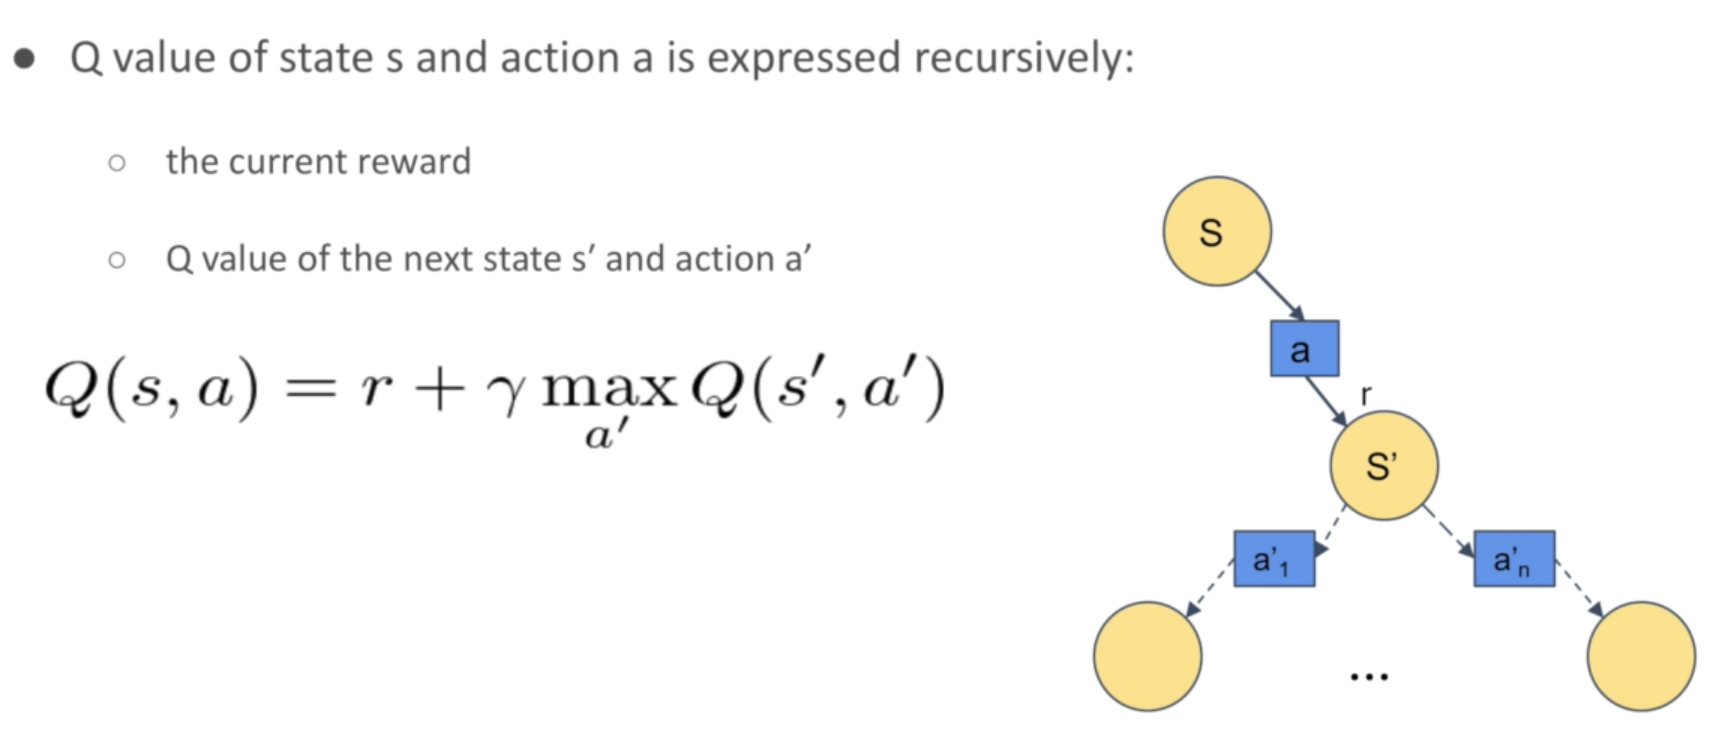 ● Q value of state s and action a is expressed recursively:
○ the current reward
○ Q value of the next state s′ and action a′
Q(s, a) = r + γ max Q(s′, a′)
a′
S
a
r
S’
a’₁
a’ₙ
...